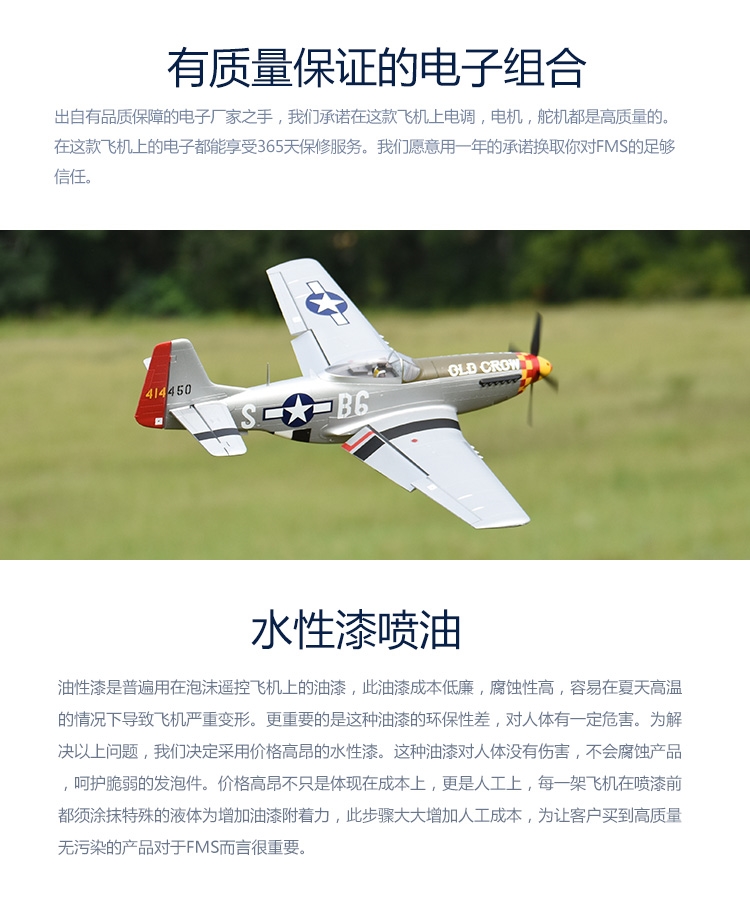 有质量保证的电子组合
出自有品质保障的电子厂家之手，我们承诺在这款飞机上电调，电机，舵机都是高质量的。
在这款飞机上的电子都能享受365天保修服务。我们愿意用一年的承诺换取你对FMS的足够
信任。
OLD CROW
414450
S B6
S
水性漆喷油
油性漆是普遍用在泡沫遥控飞机上的油漆，此油漆成本低廉，腐蚀性高，容易在夏天高温
的情况下导致飞机严重变形。更重要的是这种油漆的环保性差，对人体有一定危害。为解
决以上问题，我们决定采用价格高昂的水性漆。这种油漆对人体没有伤害，不会腐蚀产品
，呵护脆弱的发泡件。价格高昂不只是体现在成本上，更是人工上，每一架飞机在喷漆前
都须涂抹特殊的液体为增加油漆附着力，此步骤大大增加人工成本，为让客户买到高质量
无污染的产品对于FMS而言很重要。